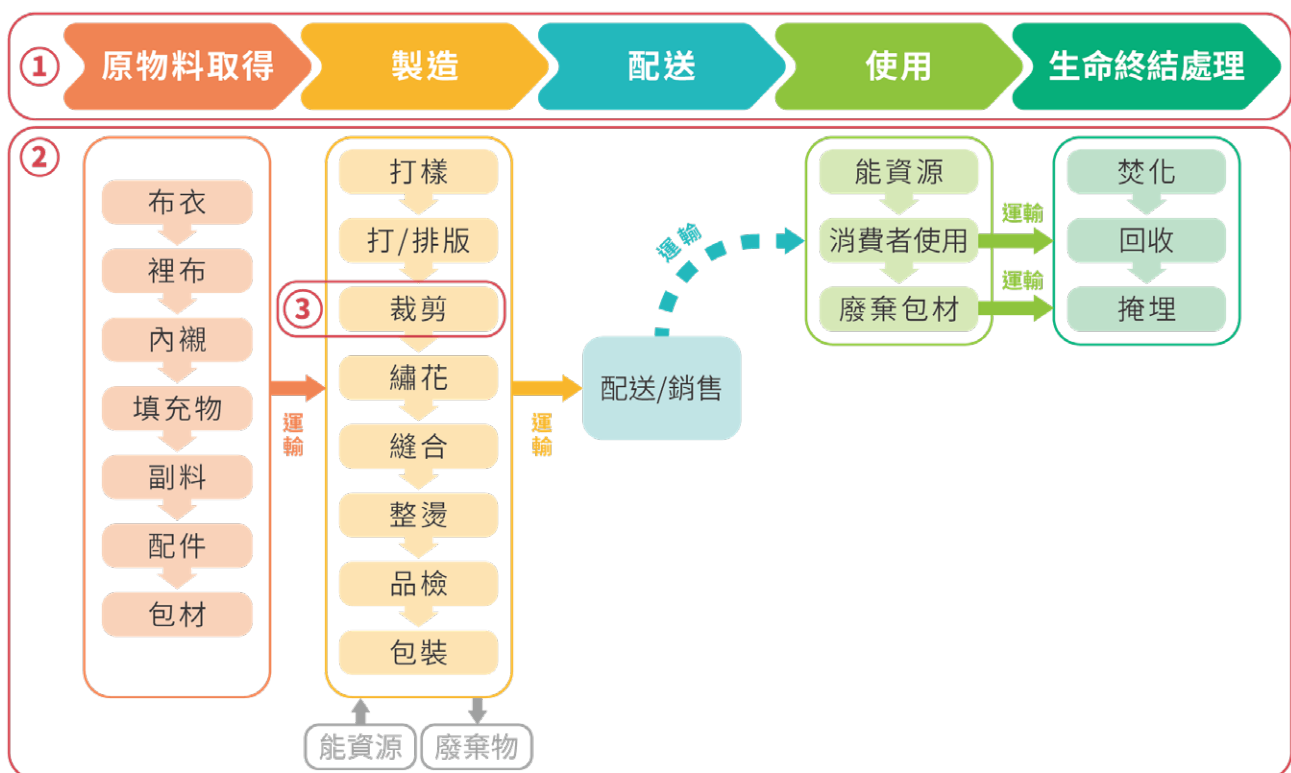 ① 原物料取得 製造 配送 使用 生命終結處理
②
布衣
裡布
內襯
填充物
副料
配件
包材
運輸
打樣
打/排版
③ 裁剪
繡花
縫合
整燙
品檢
包裝
能資源
廢棄物
運輸
配送/銷售
運輸
能資源
消費者使用
廢棄包材
運輸
運輸
焚化
回收
掩埋